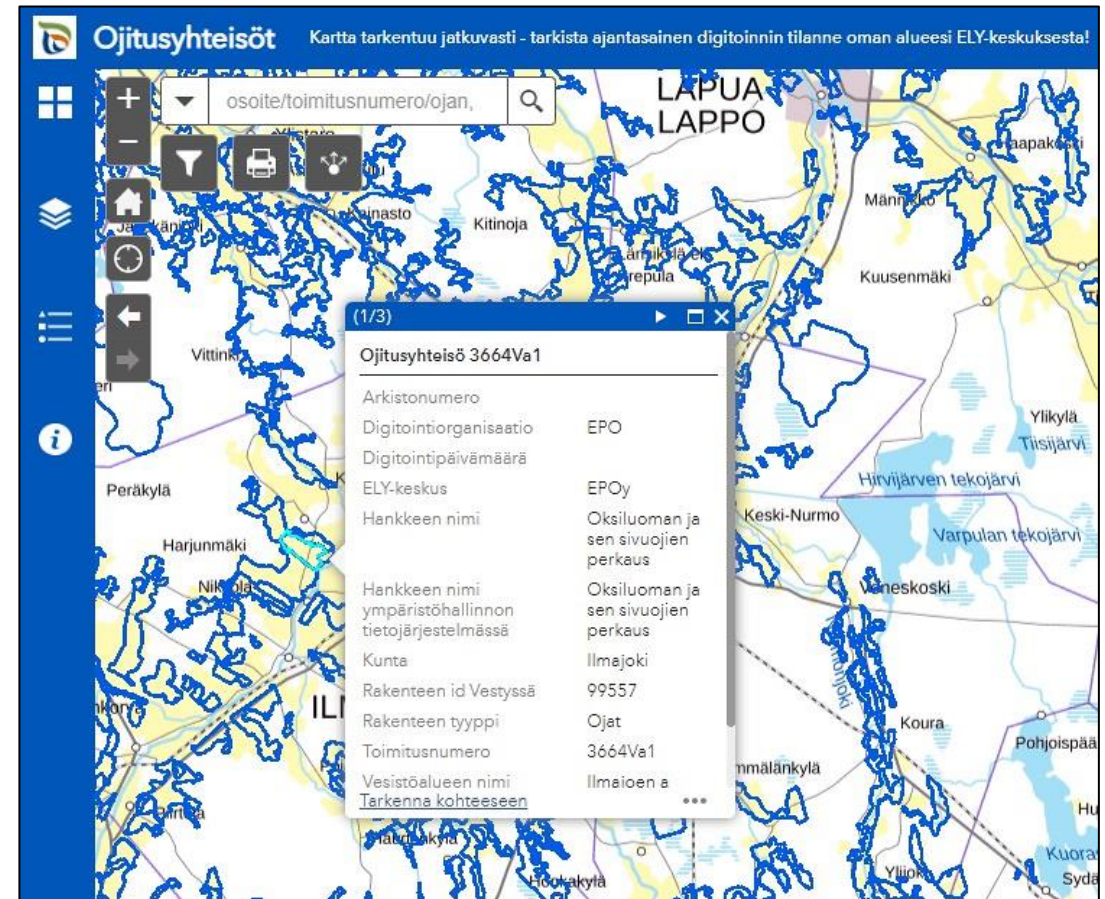 Ojitusyhteisöt
Kartta tarkentuu jatkuvasti - tarkista ajantasainen digitoinnin tilanne oman alueesi ELY-keskuksesta!
osoite/toimitusnumero/ojan,
LAPUA
LAPPO
Kitinoja
Kuusenmäki
Vittinki
Peräkylä
Harjunmäki
Ylikylä
Tiisijärvi
Hirvijärven tekojärvi
Keski-Nurmo
Varpulan tekojärvi
Veneskoski
Koura
(1/3)
Ojitusyhteisö 3664Va1
Arkistonumero
Digitointiorganisaatio EPO
Digitointipäivämäärä
ELY-keskus EPOy
Hankkeen nimi Oksiluoman ja
sen sivuojien
perkaus
Hankkeen nimi Oksiluoman ja
ympäristöhallinnon sen sivuojien
tietojärjestelmässä perkaus
Kunta Ilmajoki
Rakenteen id Vestyssä 99557
Rakenteen tyyppi Ojat
Toimitusnumero 3664Va1
Vesistöalueen nimi Ilmajoen a
Tarkenna kohteeseen